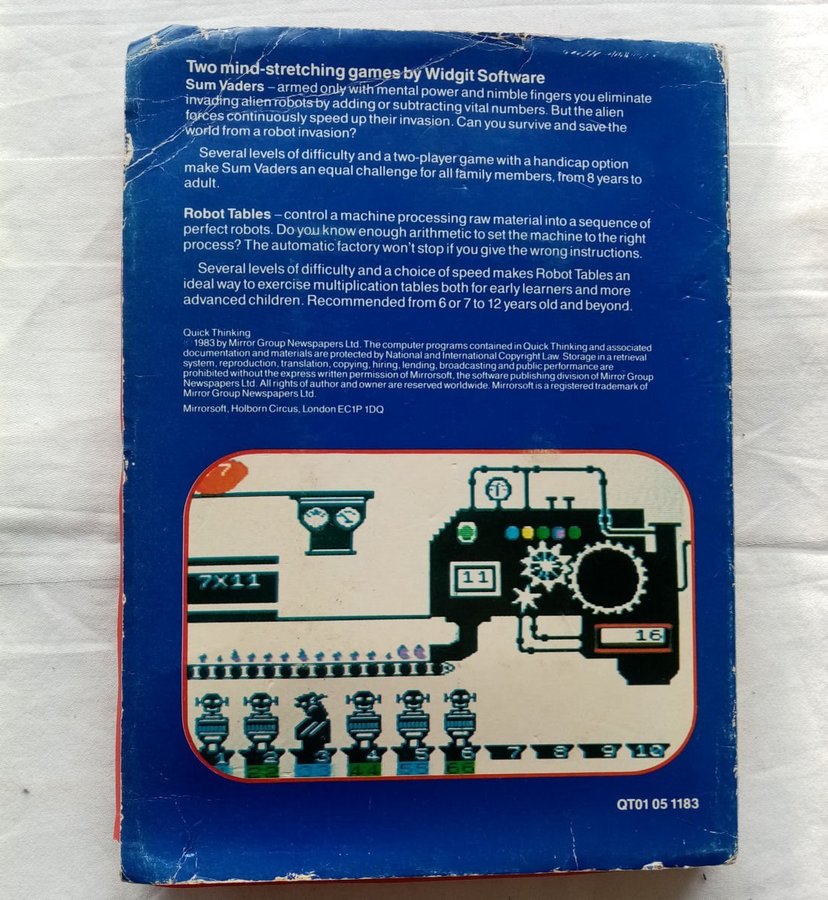 Two mind-stretching games by Widgit Software
Sum Vaders – armed only with mental power and nimble fingers you eliminate
invading alien robots by adding or subtracting vital numbers. But the alien
forces continuously speed up their invasion. Can you survive and save the
world from a robot invasion?
Several levels of difficulty and a two-player game with a handicap option
make Sum Vaders an equal challenge for all family members, from 8 years to
adult.
Robot Tables – control a machine processing raw material into a sequence of
perfect robots. Do you know enough arithmetic to set the machine to the right
process? The automatic factory won't stop if you give the wrong instructions.
Several levels of difficulty and a choice of speed makes Robot Tables an
ideal way to exercise multiplication tables both for early learners and more
advanced children. Recommended from 6 or 7 to 12 years old and beyond.
Quick Thinking
© 1983 by Mirror Group Newspapers Ltd. The computer programs contained in Quick Thinking and associated
documentation and materials are protected by National and International Copyright Law. Storage in a retrieval
system, reproduction, translation, copying, hiring, lending, broadcasting and public performance are
prohibited without the express written permission of Mirrorsoft, the software publishing division of Mirror Group
Newspapers Ltd. All rights of author and owner are reserved worldwide. Mirrorsoft is a registered trademark of
Mirror Group Newspapers Ltd.
Mirrorsoft, Holborn Circus, London EC1P 1DQ
7
7X11
11
16
1 2 3 4 5 6 7 8 9 10
44 55 66
QT01 05 1183